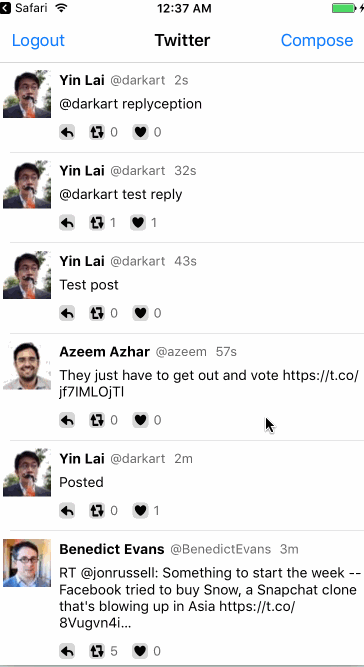 Safari 12:37 AM
Logout Twitter Compose
Yin Lai @darkart 2s
@darkart replyception
0 0
Yin Lai @darkart 32s
@darkart test reply
1 1
Yin Lai @darkart 43s
Test post
0 0
Azeem Azhar @azeem 57s
They just have to get out and vote https://t.co/
jf7IMLOjTl
0 0
Yin Lai @darkart 2m
Posted
0 1
Benedict Evans @BenedictEvans 3m
RT @jonrussell: Something to start the week --
Facebook tried to buy Snow, a Snapchat clone
that's blowing up in Asia https://t.co/
8Vugvn4i...
5 0